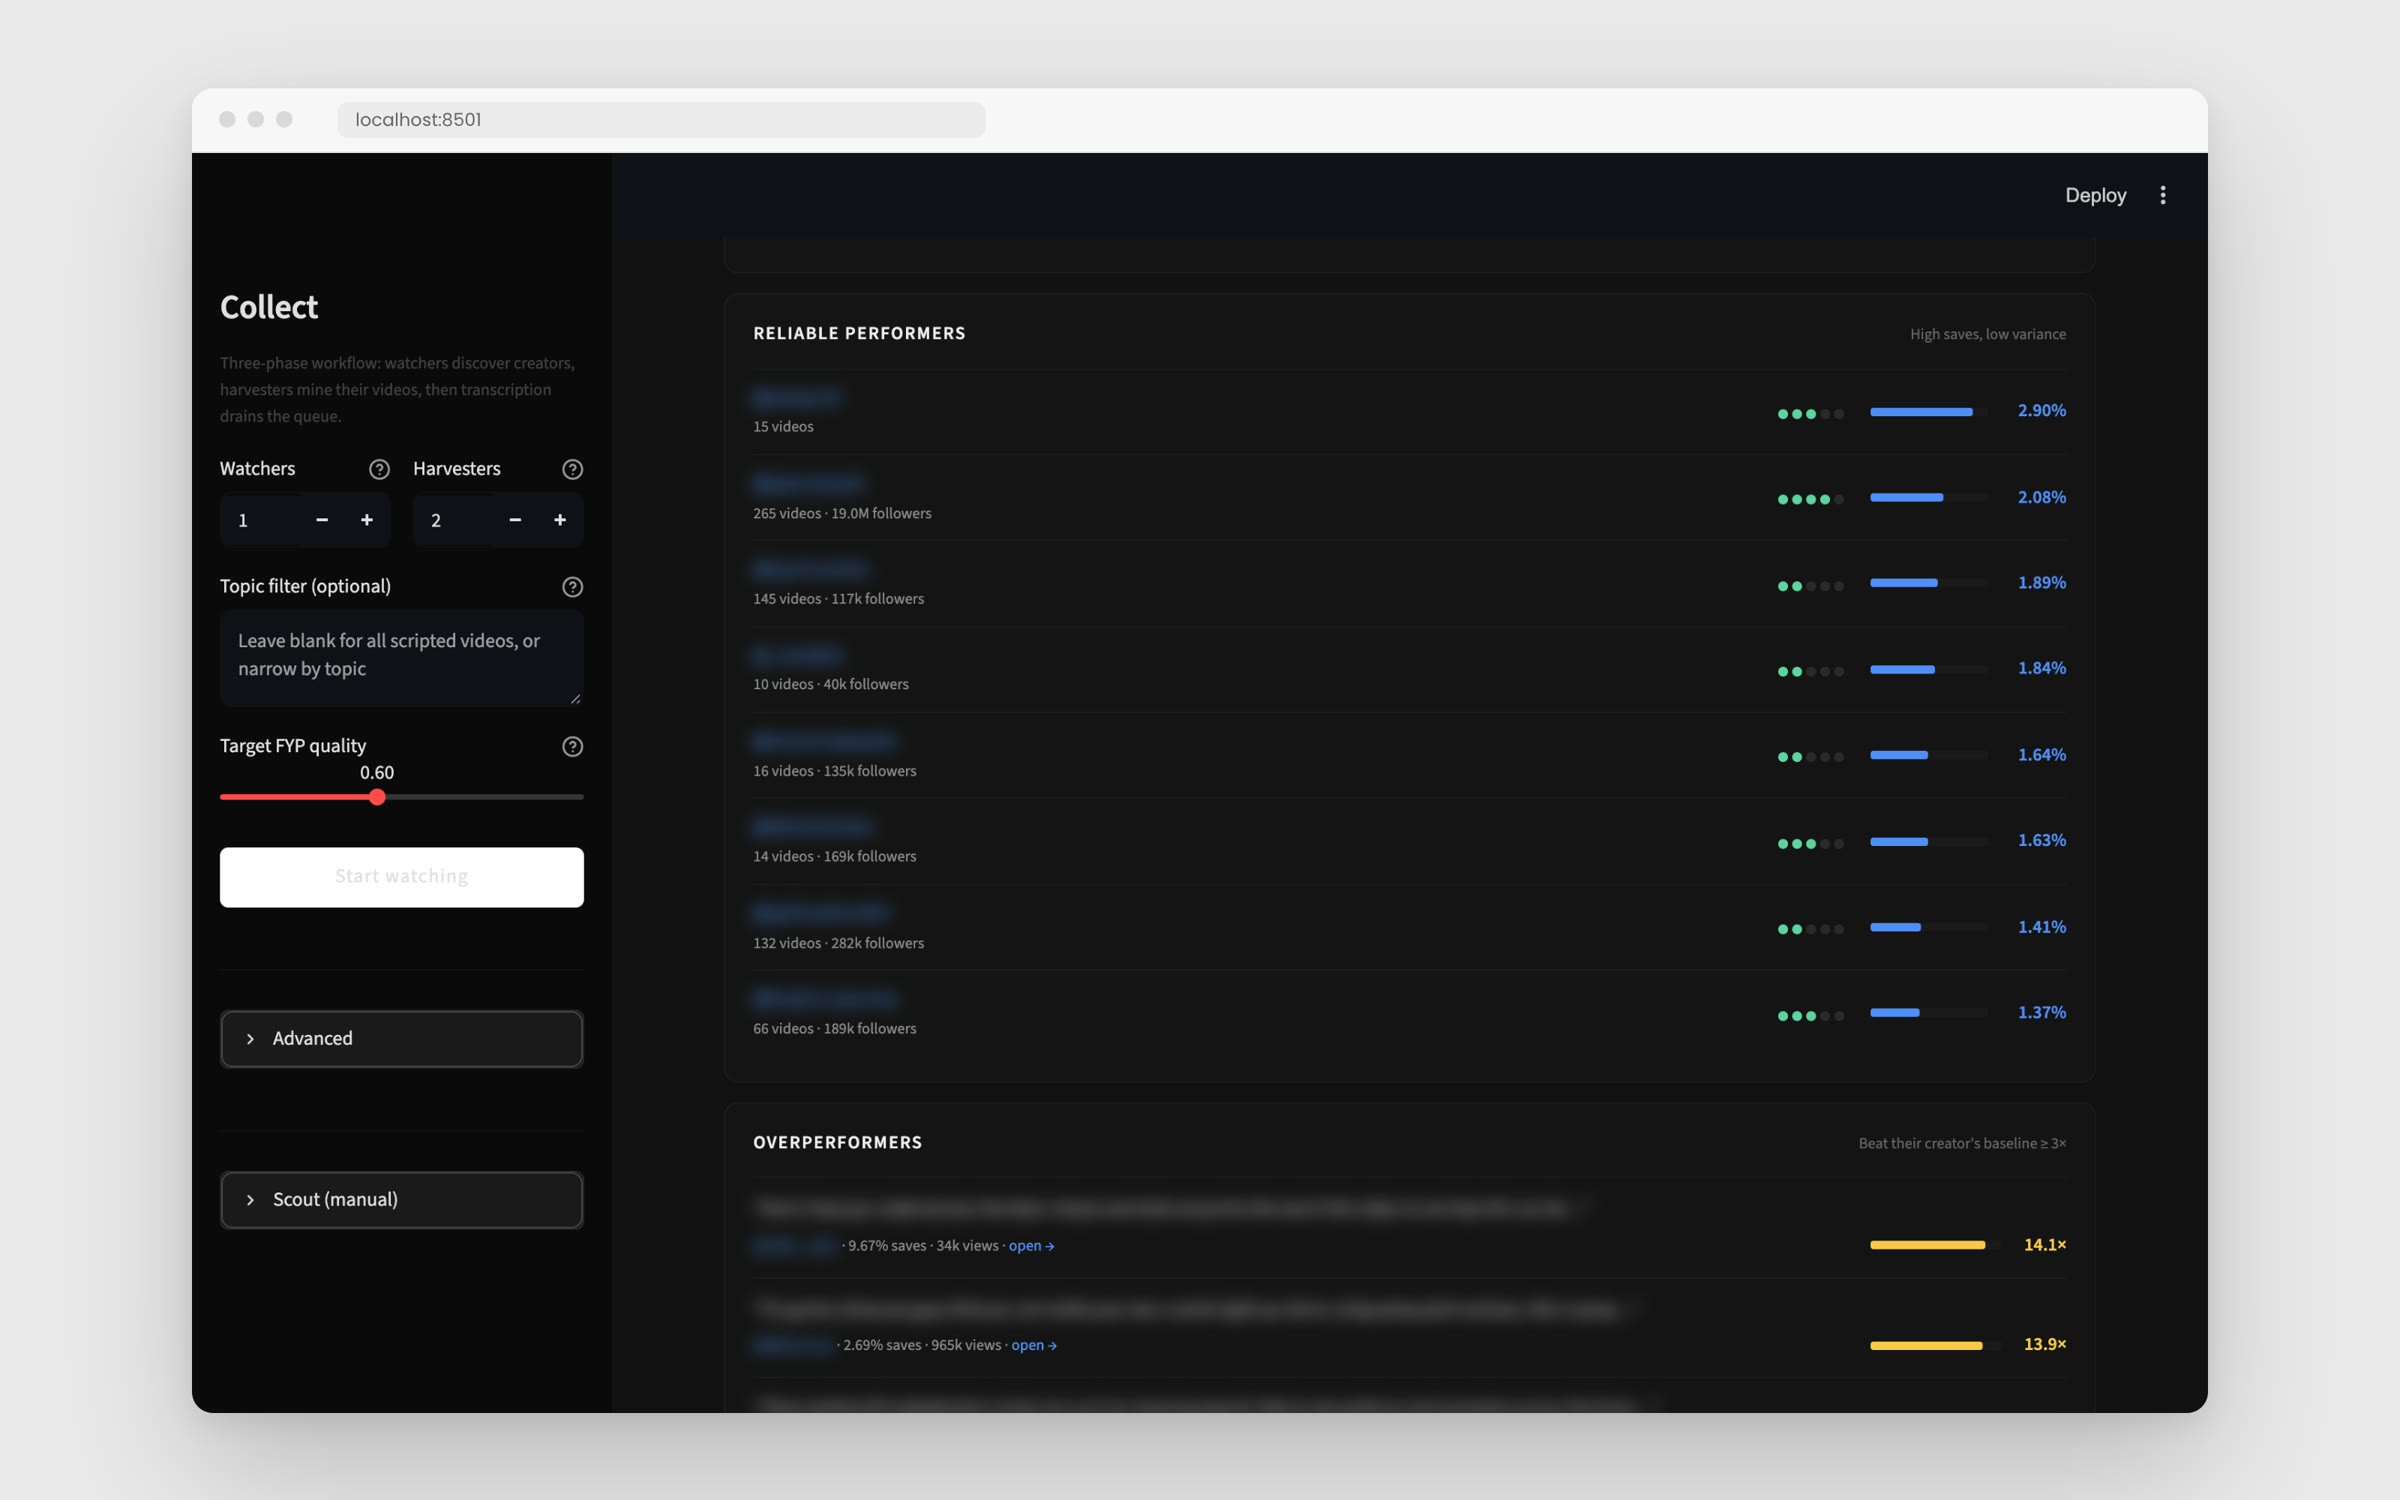 localhost:8501
Deploy
Collect
Three-phase workflow: watchers discover creators,
harvesters mine their videos, then transcription
drains the queue.
Watchers
Harvesters
1
2
Topic filter (optional)
Leave blank for all scripted videos, or
narrow by topic
Target FYP quality
0.60
Start watching
Advanced
Scout (manual)
RELIABLE PERFORMERS
High saves, low variance
15 videos
2.90%
265 videos · 19.0M followers
2.08%
145 videos · 117k followers
1.89%
10 videos · 40k followers
1.84%
16 videos · 135k followers
1.64%
14 videos · 169k followers
1.63%
132 videos · 282k followers
1.41%
66 videos · 189k followers
1.37%
OVERPERFORMERS
Beat their creator's baseline ≥ 3×
· 9.67% saves · 34k views · open →
14.1×
· 2.69% saves · 965k views · open →
13.9×